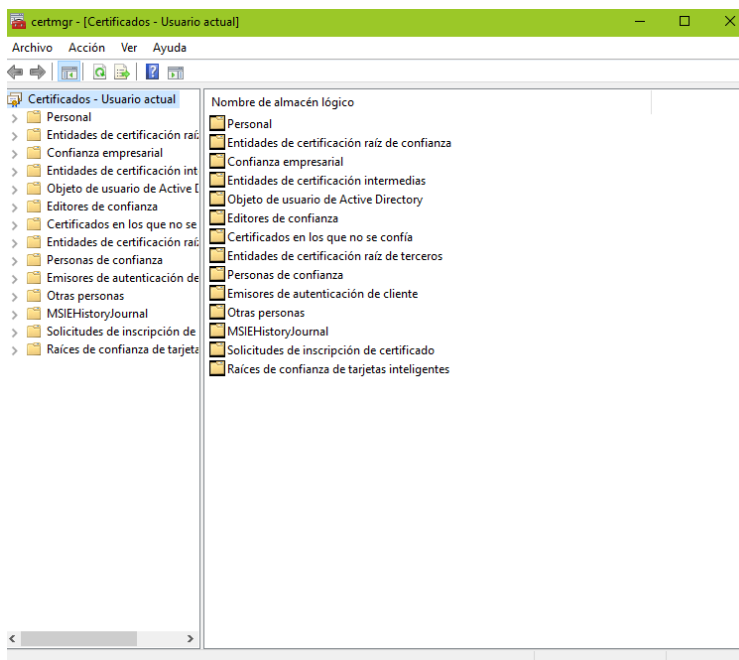 certmgr - [Certificados - Usuario actual]
Archivo Acción Ver Ayuda
Certificados - Usuario actual
Personal
Entidades de certificación raíz
Confianza empresarial
Entidades de certificación int
Objeto de usuario de Active D
Editores de confianza
Certificados en los que no se
Entidades de certificación raíz
Personas de confianza
Emisores de autenticación de
Otras personas
MSIEHistoryJournal
Solicitudes de inscripción de
Raíces de confianza de tarjeta
Nombre de almacén lógico
Personal
Entidades de certificación raíz de confianza
Confianza empresarial
Entidades de certificación intermedias
Objeto de usuario de Active Directory
Editores de confianza
Certificados en los que no se confía
Entidades de certificación raíz de terceros
Personas de confianza
Emisores de autenticación de cliente
Otras personas
MSIEHistoryJournal
Solicitudes de inscripción de certificado
Raíces de confianza de tarjetas inteligentes